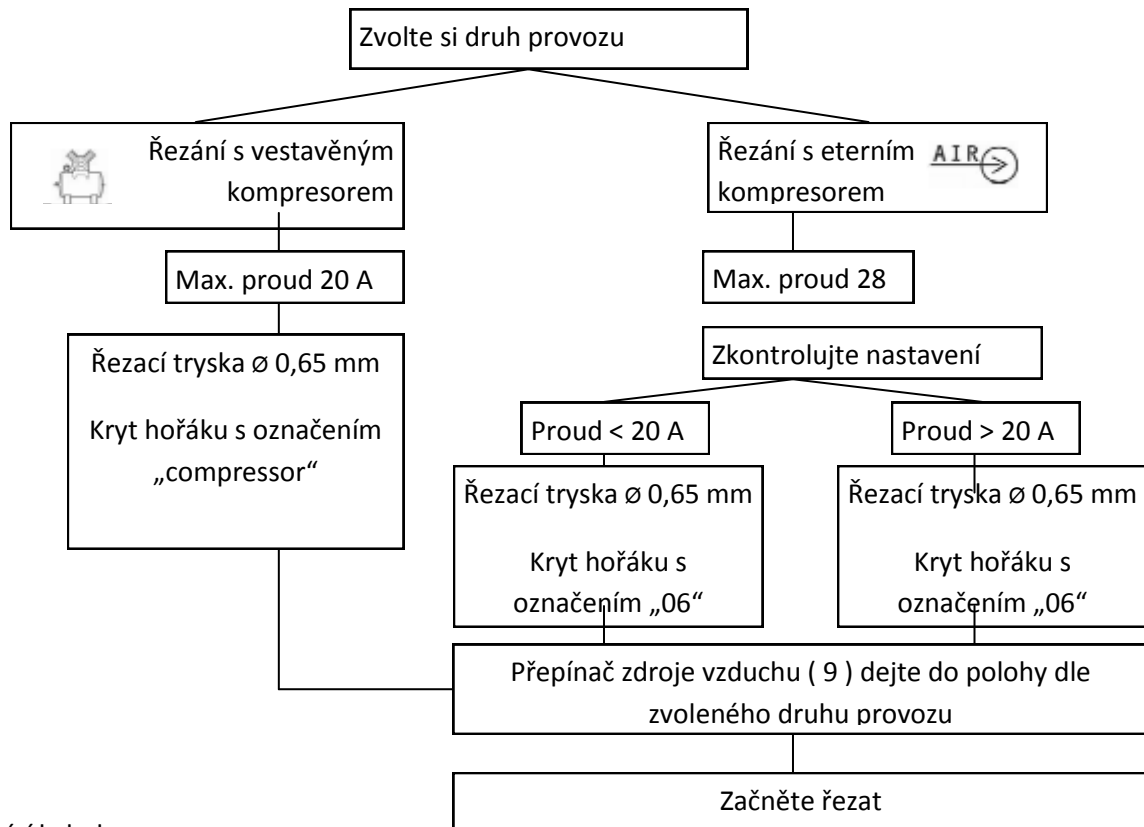 Zvolte si druh provozu
Řezání s vestavěným
kompresorem
Řezání s eterním
kompresorem
AIR
Max. proud 20 A
Max. proud 28
Řezací tryska ø 0,65 mm
Kryt hořáku s označením
„compressor“
Zkontrolujte nastavení
Proud < 20 A
Proud > 20 A
Řezací tryska ø 0,65 mm
Kryt hořáku s
označením „06“
Řezací tryska ø 0,65 mm
Kryt hořáku s
označením „06“
Přepínač zdroje vzduchu ( 9 ) dejte do polohy dle
zvoleného druhu provozu
Začněte řezat